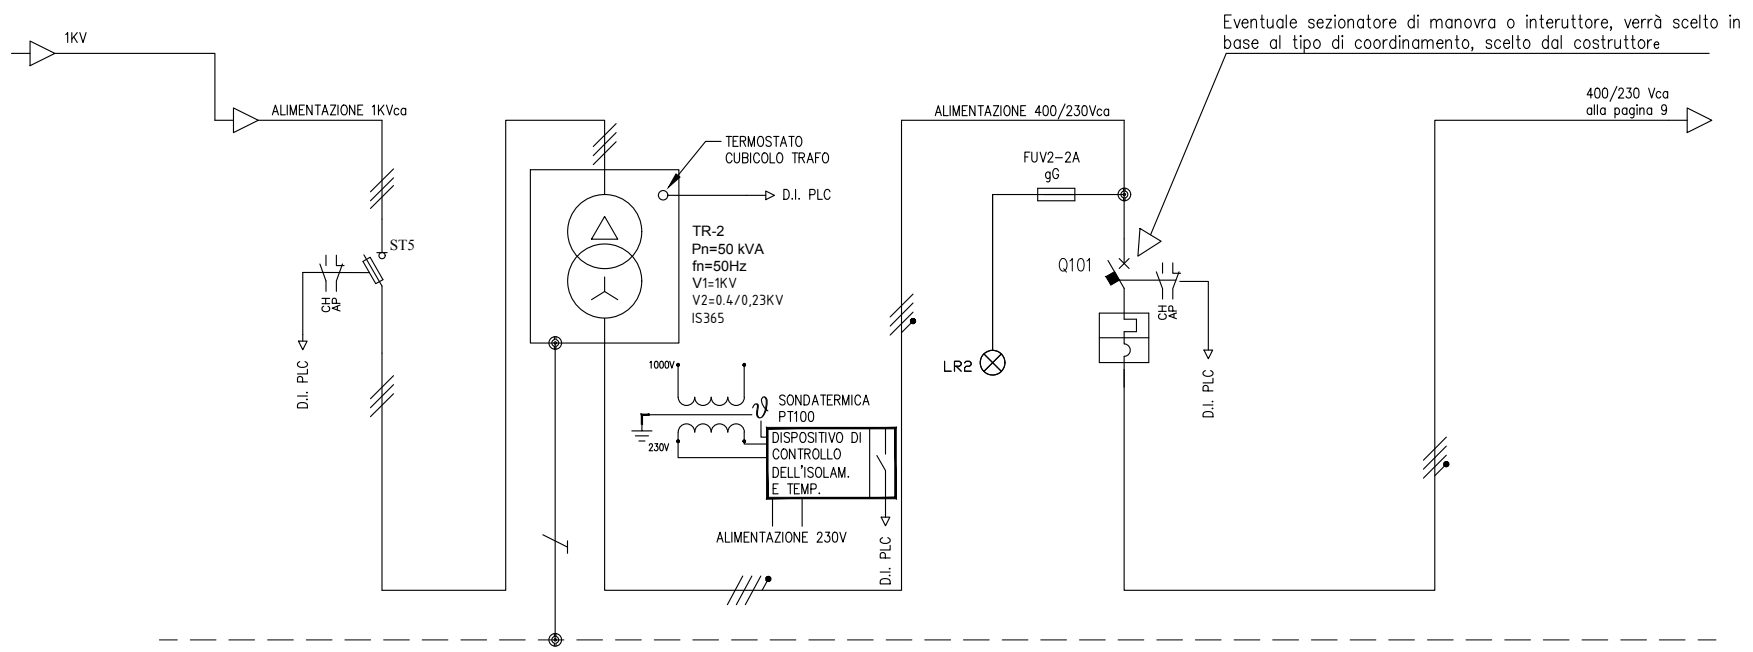 Eventuale sezionatore di manovra o interuttore, verrà scelto in
base al tipo di coordinamento, scelto dal costruttore
1KV
ALIMENTAZIONE 1KVca
ALIMENTAZIONE 400/230Vca
400/230 Vca
alla pagina 9
TERMOSTATO
CUBICOLO TRAFO
D.I. PLC
FUV2-2A
gG
ST5
TR-2
Pn=50 kVA
fn=50Hz
V1=1KV
V2=0.4/0,23KV
IS365
Q101
CH
AP
CH
AP
D.I. PLC
LR2
D.I. PLC
1000V
SONDATERMICA
PT100
230V
DISPOSITIVO DI
CONTROLLO
DELL'ISOLAM.
E TEMP.
ALIMENTAZIONE 230V
D.I. PLC